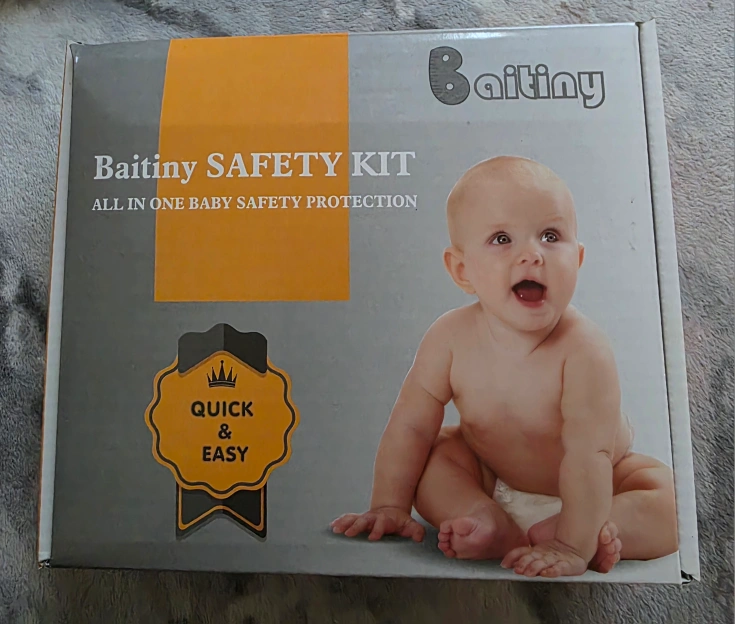 Baitiny
Baitiny SAFETY KIT
ALL IN ONE BABY SAFETY PROTECTION
QUICK
&
EASY